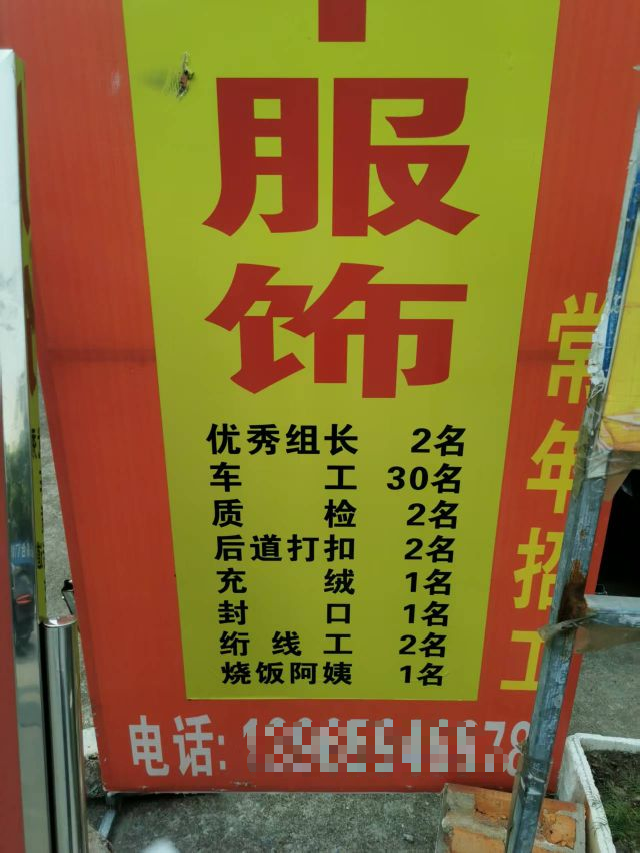 服
饰
优秀组长 2名
车工 30名
质检 2名
后道打扣 2名
充绒 1名
封口 1名
绗线工 2名
烧饭阿姨 1名
常年招工
电话: